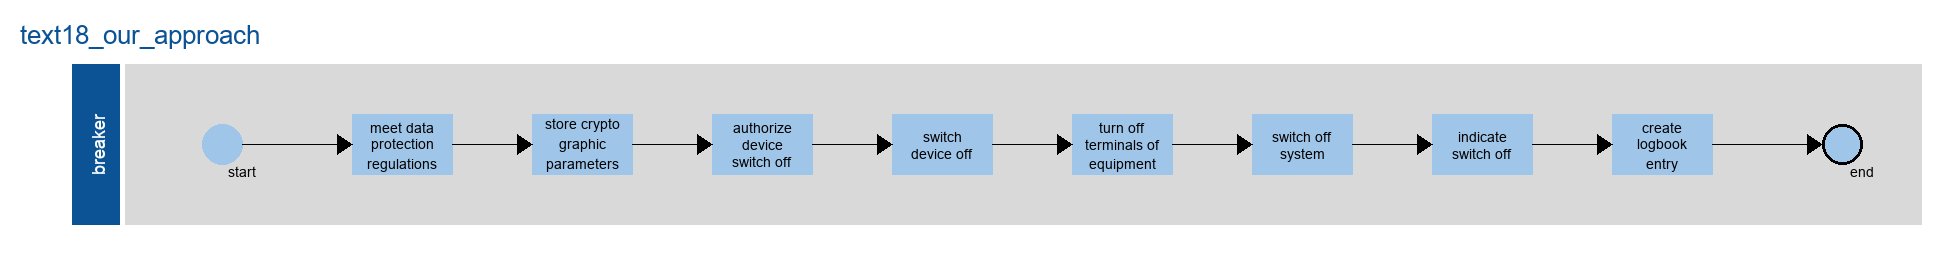 text18_our_approach
breaker
start
meet data
protection
regulations
store crypto
graphic
parameters
authorize
device
switch off
switch
device off
turn off
terminals of
equipment
switch off
system
indicate
switch off
create
logbook
entry
end